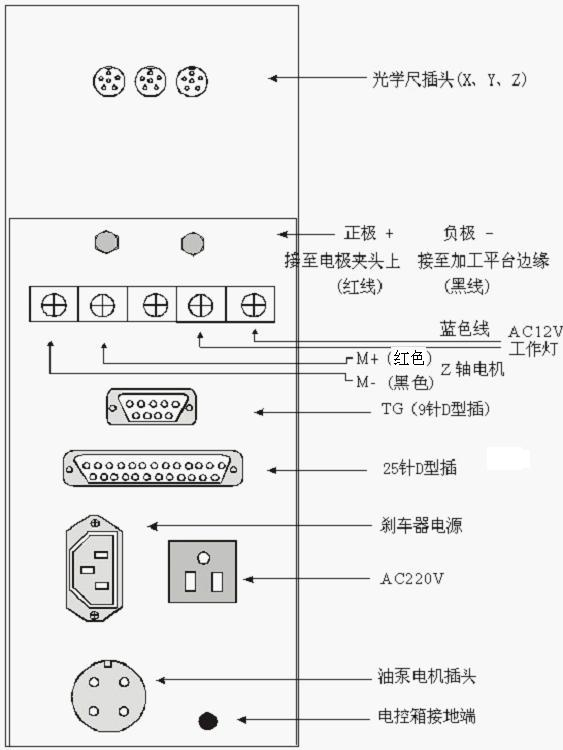 光学尺插头(X、Y、Z)
正极 + 负极 -
接至电极夹头上 接至加工平台边缘
(红线) (黑线)
蓝色线 AC12V
工作灯
M+ (红色)
Z 轴电机
M- (黑色)
TG (9针D型插)
25针D型插
刹车器电源
AC220V
油泵电机插头
电控箱接地端